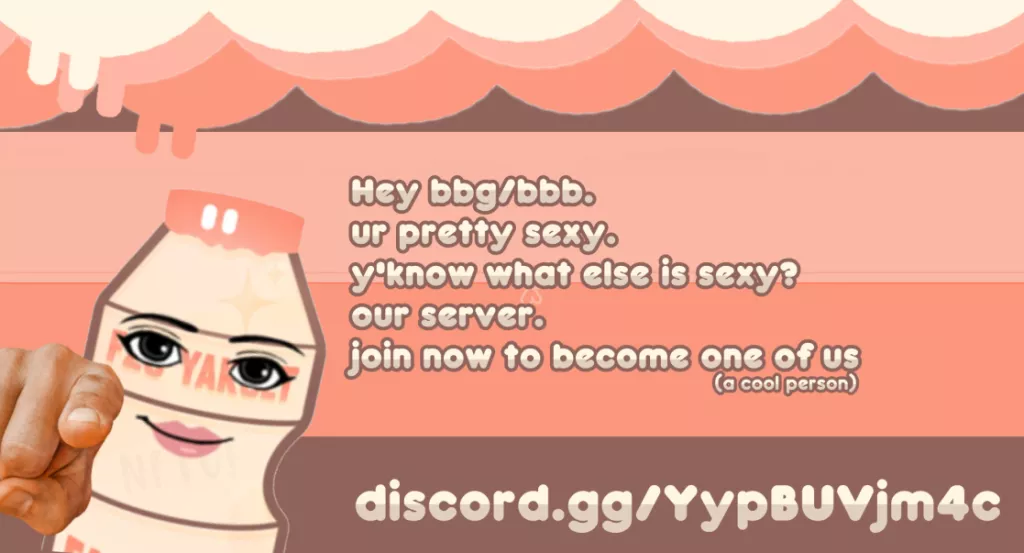 Hey bbg/bbb.
ur pretty sexy.
y'know what else is sexy?
our server.
join now to become one of us
(a cool person)
discord.gg/YypBUVjm4c